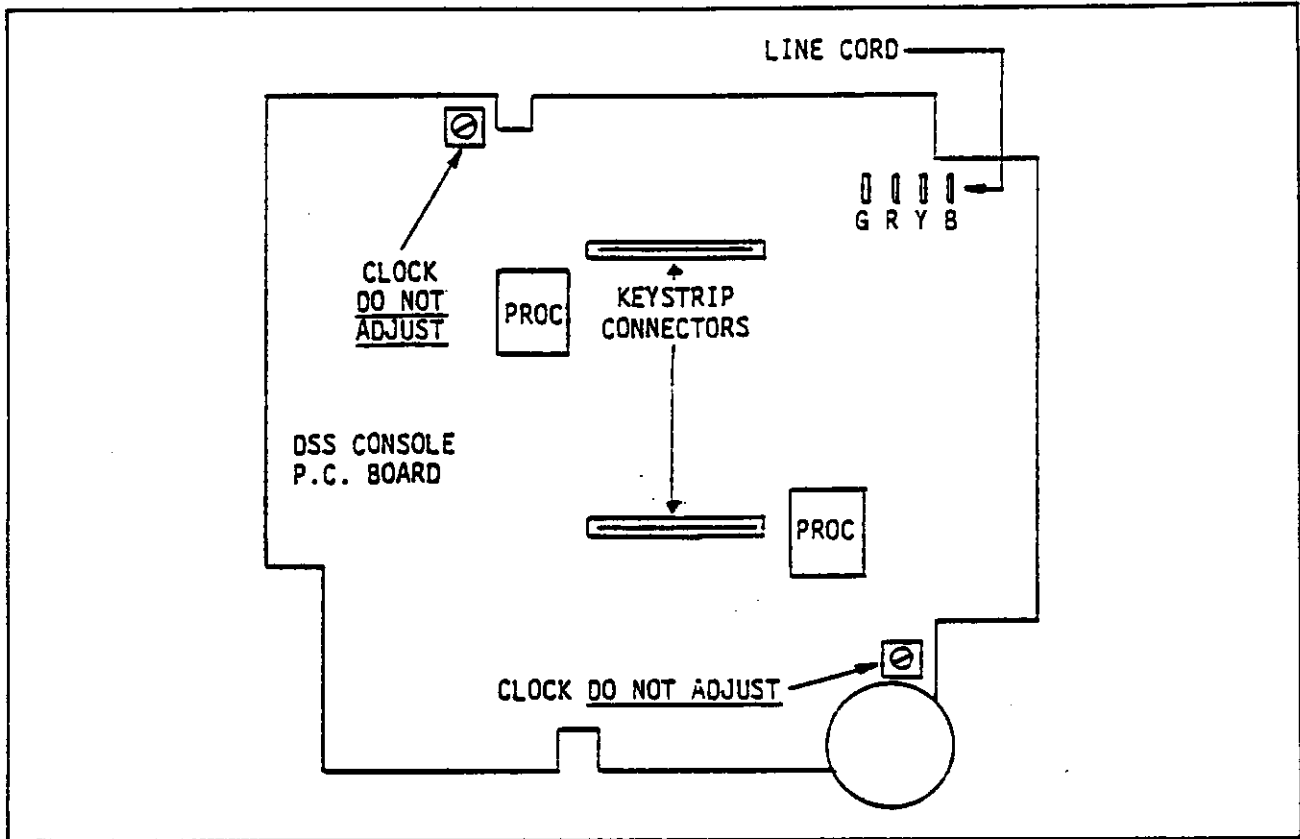 LINE CORD
G R Y B
CLOCK
DO NOT
ADJUST
PROC
KEYSTRIP
CONNECTORS
DSS CONSOLE
P.C. BOARD
PROC
CLOCK DO NOT ADJUST